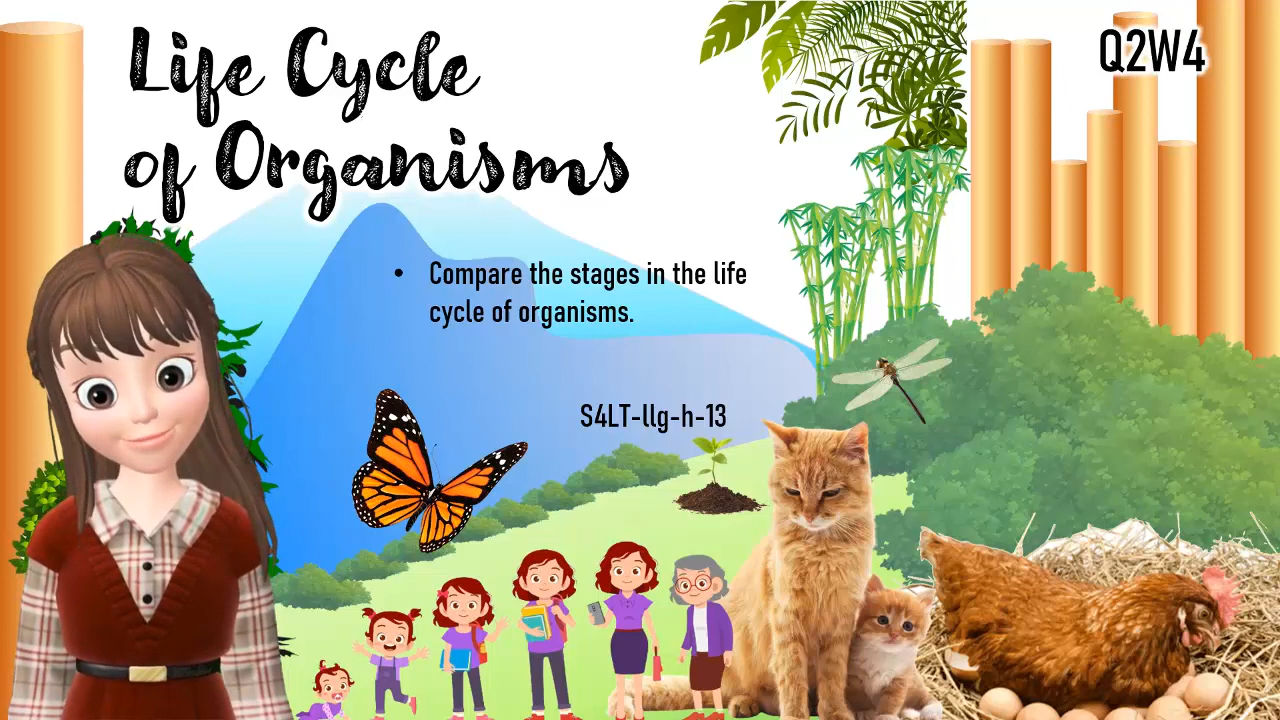 Life Cycle
of Organisms
Q2W4
• Compare the stages in the life
cycle of organisms.
S4LT-llg-h-13